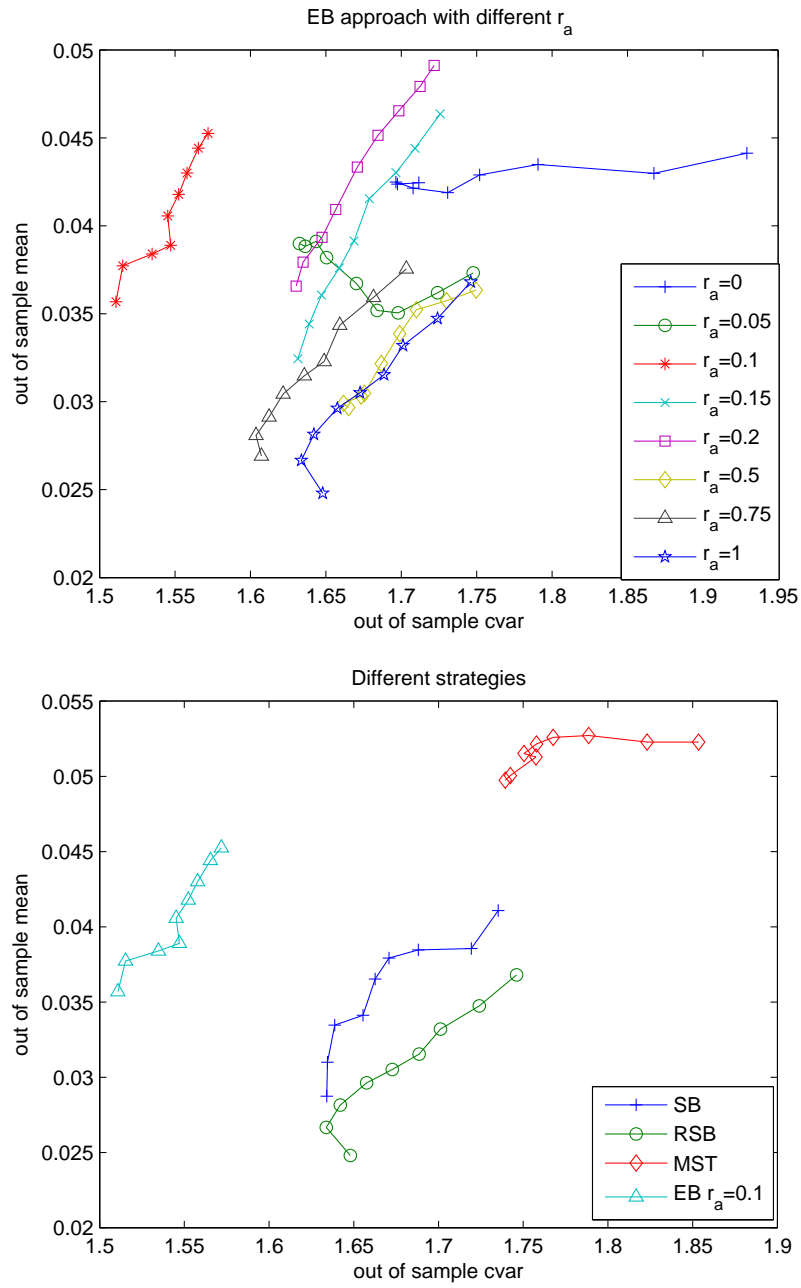 EB approach with different r_a
0.05
0.045
0.04
0.035
0.03
0.025
0.02
out of sample mean
r_a=0
r_a=0.05
r_a=0.1
r_a=0.15
r_a=0.2
r_a=0.5
r_a=0.75
r_a=1
1.5 1.55 1.6 1.65 1.7 1.75 1.8 1.85 1.9 1.95
out of sample cvar
Different strategies
0.055
0.05
0.045
0.04
0.035
0.03
0.025
0.02
out of sample mean
SB
RSB
MST
EB r_a=0.1
1.5 1.55 1.6 1.65 1.7 1.75 1.8 1.85 1.9
out of sample cvar